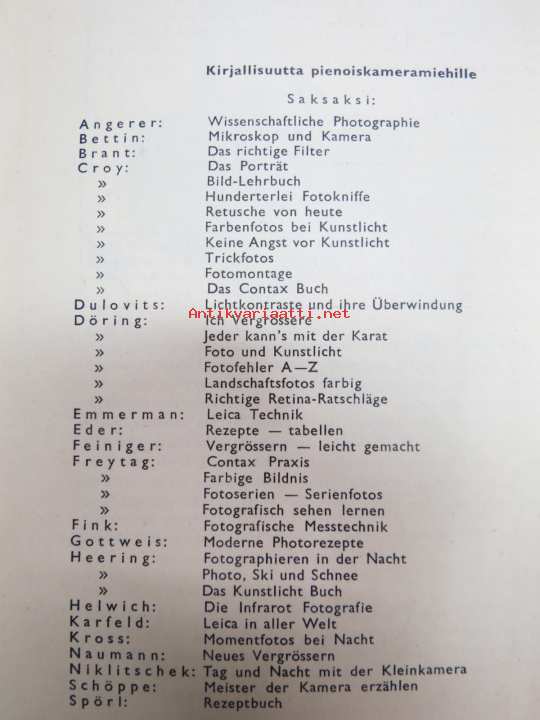 Kirjallisuutta pienoiskameramiehille
Saksaksi:
Angerer: Wissenschaftliche Photographie
Bettin: Mikroskop und Kamera
Brant: Das richtige Filter
Croy: Das Porträt
» Bild-Lehrbuch
» Hunderterlei Fotokniffe
» Retusche von heute
» Farbenfotos bei Kunstlicht
» Keine Angst vor Kunstlicht
» Trickfotos
» Fotomontage
» Das Contax Buch
Dulovits: Lichtkontraste und ihre Überwindung
Antikvariaatti.net
Döring: Ich vergrössere
» Jeder kann's mit der Karat
» Foto und Kunstlicht
» Fotofehler A—Z
» Landschaftsfotos farbig
» Richtige Retina-Ratschläge
Emmerman: Leica Technik
Eder: Rezepte — tabellen
Feiniger: Vergrössern — leicht gemacht
Freytag: Contax Praxis
» Farbige Bildnis
» Fotoserien — Serienfotos
» Fotografisch sehen lernen
Fink: Fotografische Messtechnik
Gottweis: Moderne Photorezepte
Heering: Fotographieren in der Nacht
» Photo, Ski und Schnee
» Das Kunstlicht Buch
Helwich: Die Infrarot Fotografie
Karfeld: Leica in aller Welt
Kross: Momentfotos bei Nacht
Naumann: Neues Vergrössern
Niklitschek: Tag und Nacht mit der Kleinkamera
Schöppe: Meister der Kamera erzählen
Spörl: Rezeptbuch